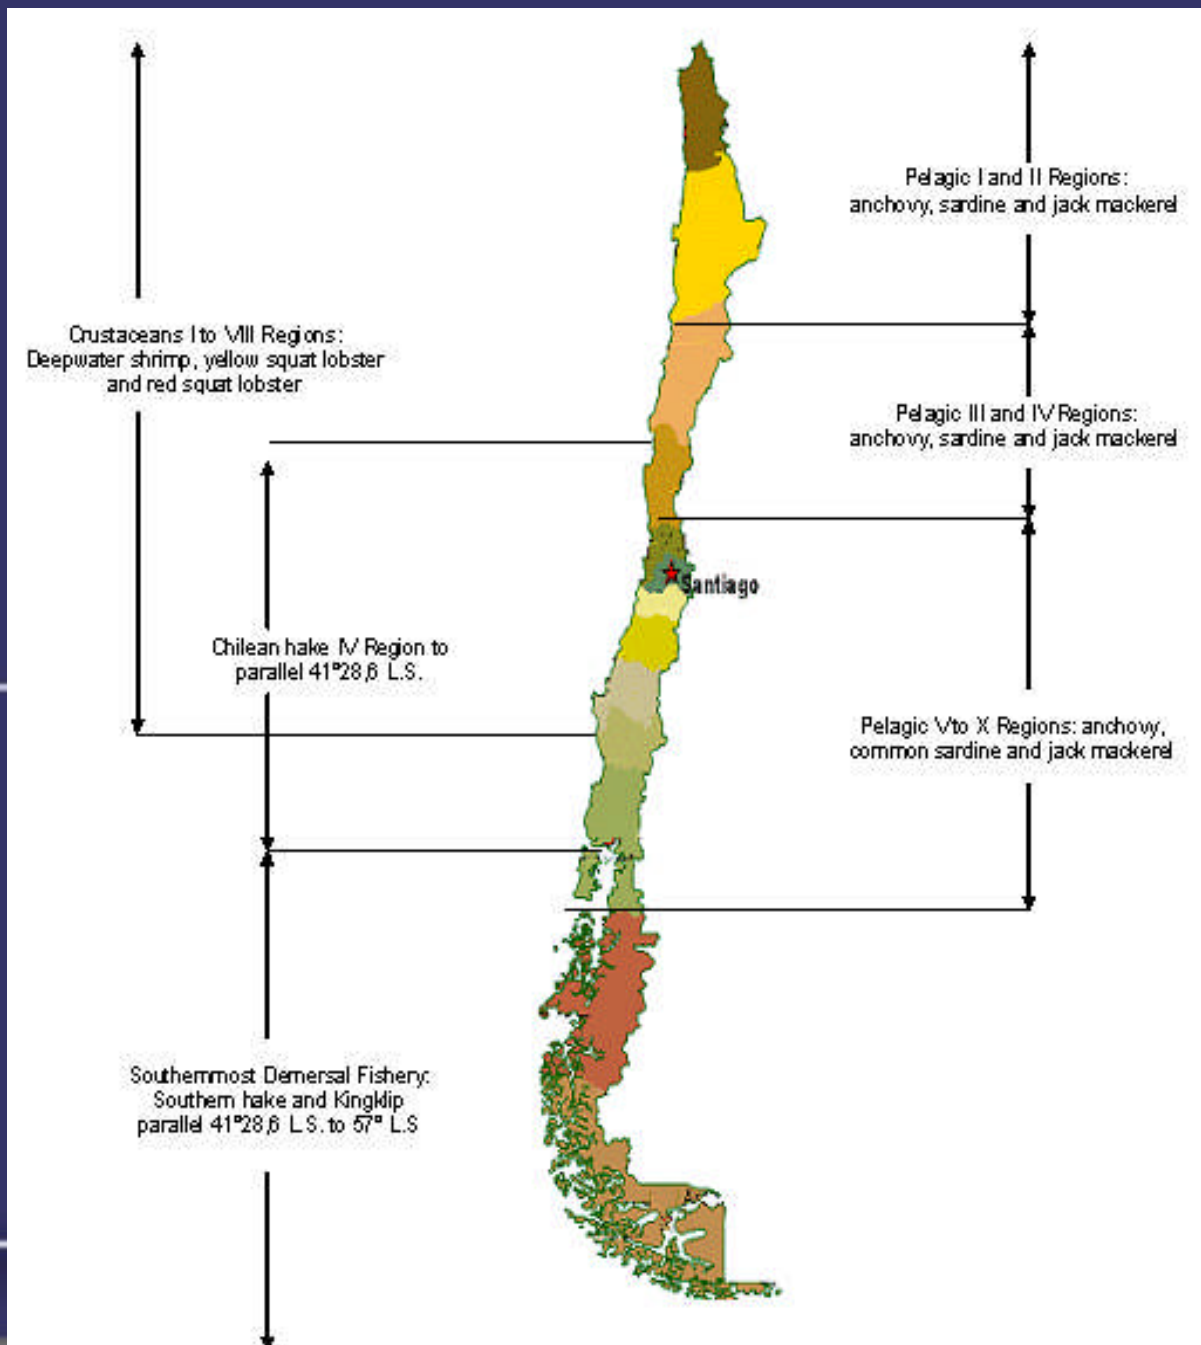 Pelagic I and II Regions:
anchovy, sardine and jack mackerel
Crustaceans I to VIII Regions:
Deepwater shrimp, yellow squat lobster
and red squat lobster
Pelagic III and IV Regions:
anchovy, sardine and jack mackerel
Santiago
Chilean hake IV Region to
parallel 41°28,6 L.S.
Pelagic V to X Regions: anchovy,
common sardine and jack mackerel
Southernmost Demersal Fishery:
Southern hake and Kingklip
parallel 41°28,6 L.S. to 57° L.S